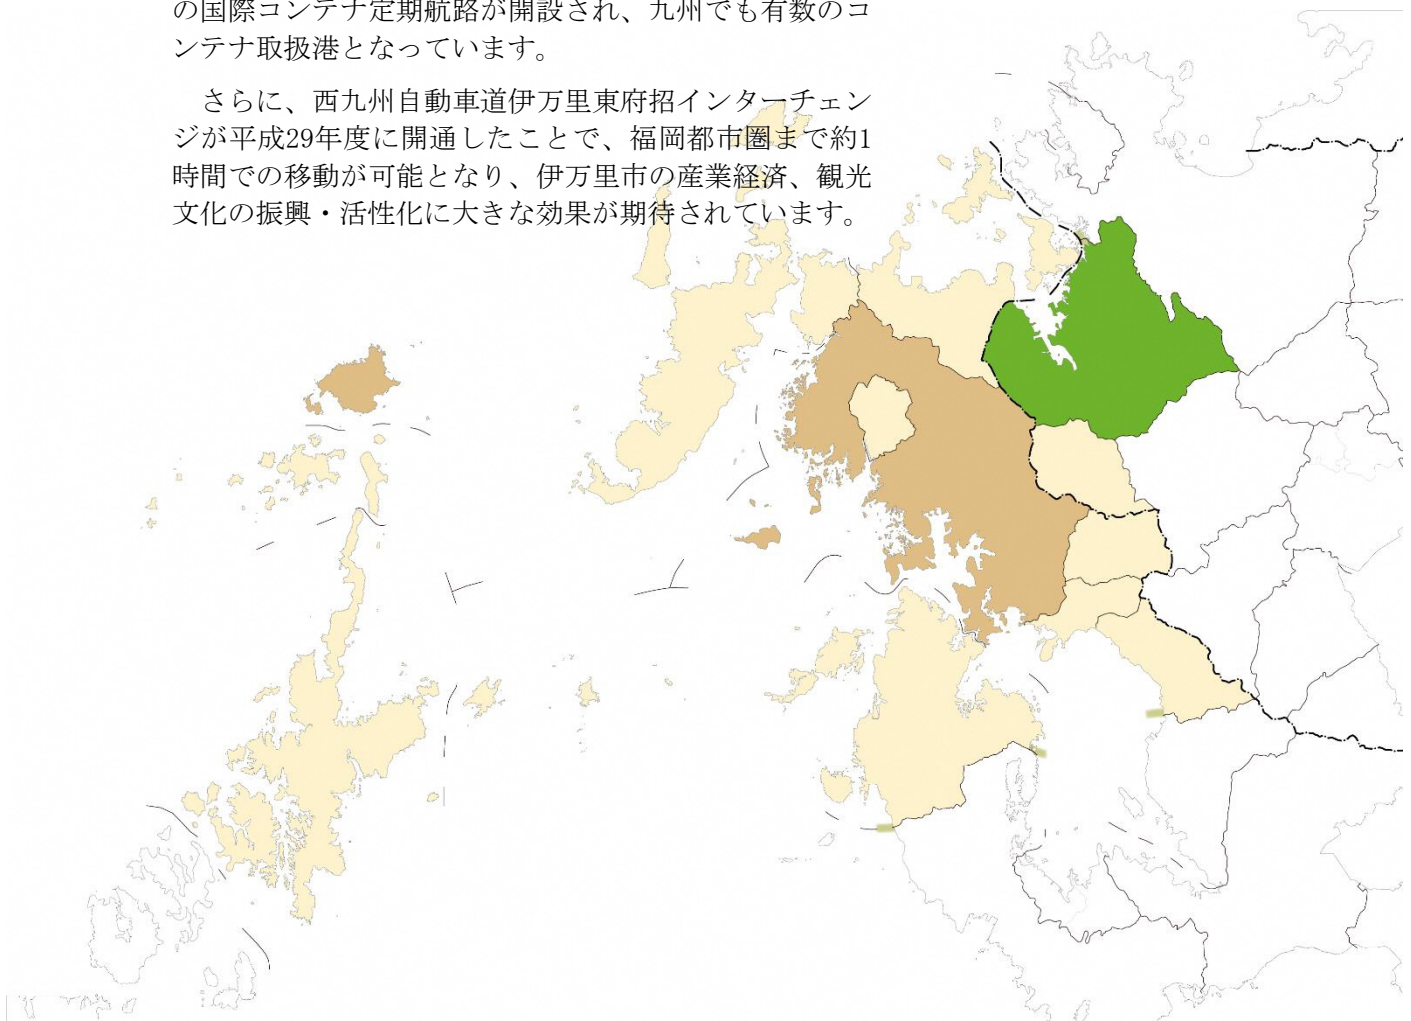 の国際コンテナ定期航路が開設され、九州でも有数のコ
ンテナ取扱港となっています。
さらに、西九州自動車道伊万里東府招インターチェン
ジが平成29年度に開通したことで、福岡都市圏まで約1
時間での移動が可能となり、伊万里市の産業経済、観光
文化の振興・活性化に大きな効果が期待されています。